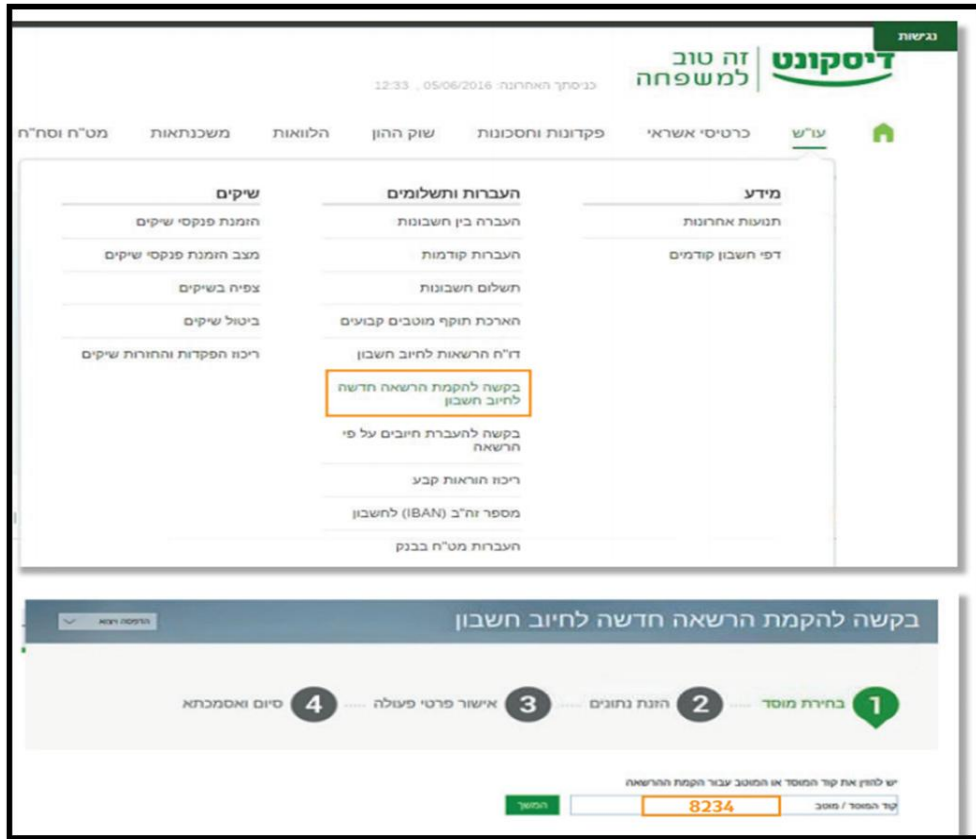 נגישות
דיסקונט
זה טוב
למשפחה
כניסתך האחרונה: 05/06/2016 , 12:33
עו"ש
כרטיסי אשראי
פקדונות וחסכונות
שוק ההון
הלוואות
משכנתאות
מט"ח וסח"ח
מידע
תנועות אחרונות
דפי חשבון קודמים
העברות ותשלומים
העברה בין חשבונות
העברות קודמות
תשלום חשבונות
הארכת תוקף מוטבים קבועים
דו"ח הרשאות לחיוב חשבון
בקשה להקמת הרשאה חדשה
לחיוב חשבון
בקשה להעברת חיובים על פי
הרשאה
ריכוז הוראות קבע
מספר זה"ב (IBAN) לחשבון
העברות מט"ח בבנק
שיקים
הזמנת פנקסי שיקים
מצב הזמנת פנקסי שיקים
צפיה בשיקים
ביטול שיקים
ריכוז הפקדות והחזרות שיקים
בקשה להקמת הרשאה חדשה לחיוב חשבון
הדפסה ויצוא
1 בחירת מוסד
2 הזנת נתונים
3 אישור פרטי פעולה
4 סיום ואסמכתא
יש להזין את קוד המוסד או המוטב עבור הקמת ההרשאה
קוד המוסד / מוטב
8234
המשך